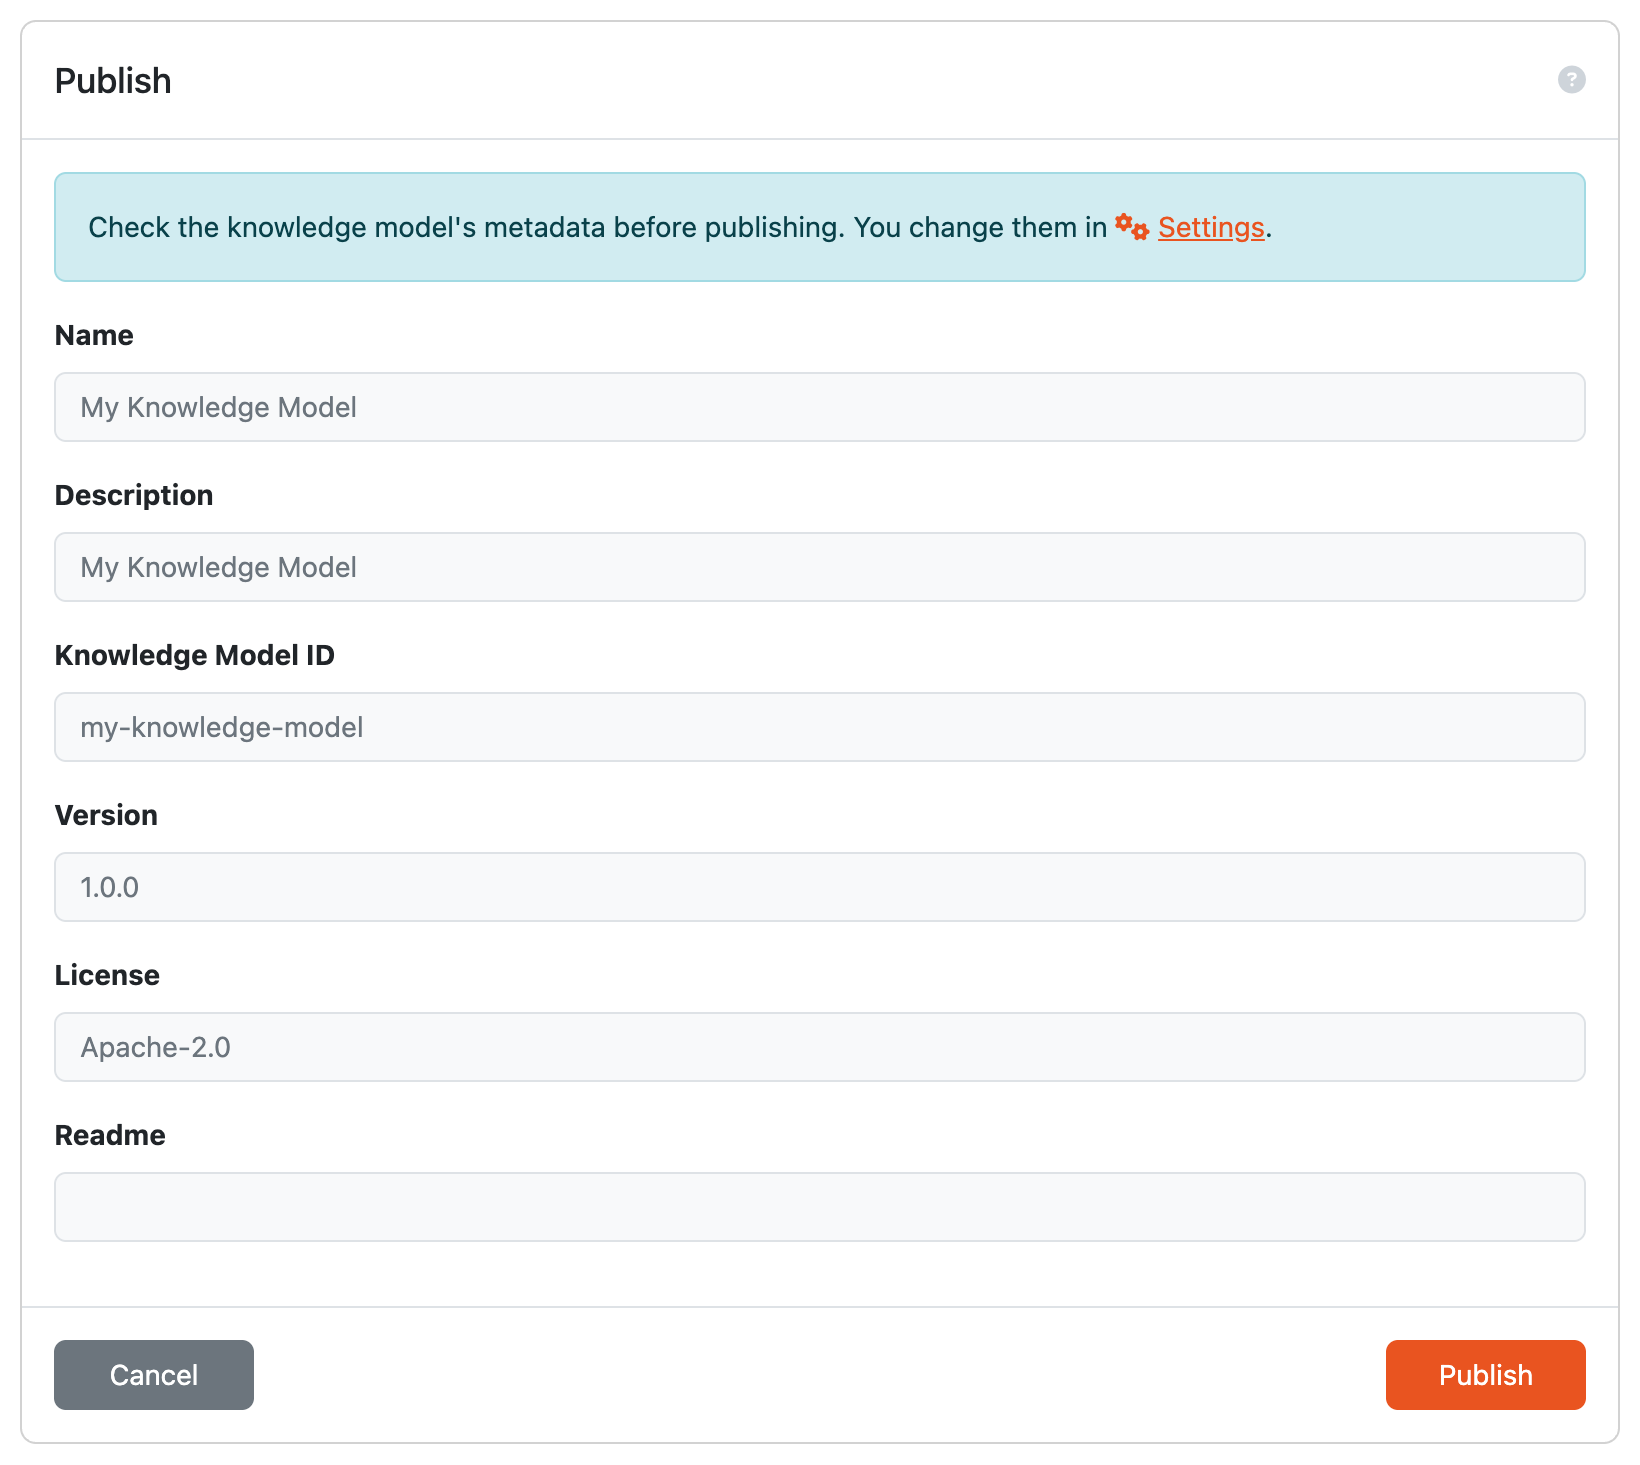 Publish
?
Check the knowledge model's metadata before publishing. You change them in Settings.
Name
My Knowledge Model
Description
My Knowledge Model
Knowledge Model ID
my-knowledge-model
Version
1.0.0
License
Apache-2.0
Readme
Cancel
Publish